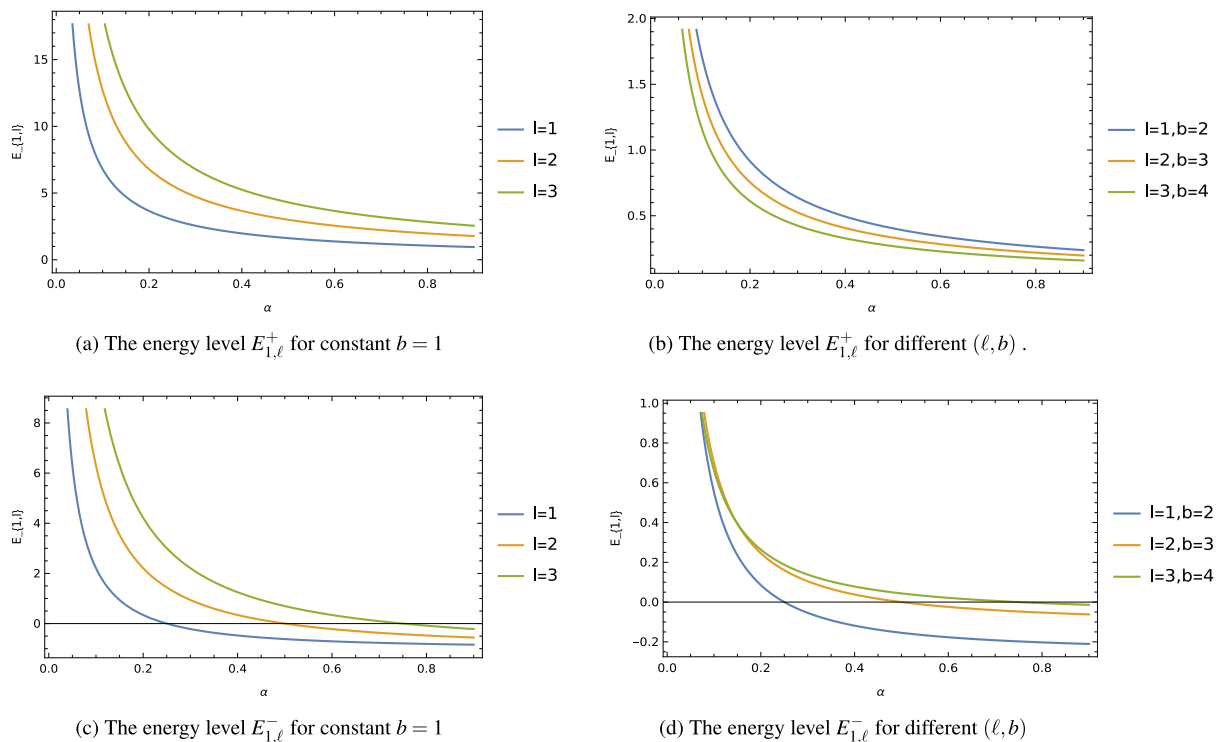 E_{1,l}
15
10
5
0
0.0 0.2 0.4 0.6 0.8
α
l=1
l=2
l=3
(a) The energy level $E^{+}_{1,\ell}$ for constant $b = 1$
E_{1,l}
2.0
1.5
1.0
0.5
0.0 0.2 0.4 0.6 0.8
α
l=1,b=2
l=2,b=3
l=3,b=4
(b) The energy level $E^{+}_{1,\ell}$ for different $(\ell, b)$ .
E_{1,l}
8
6
4
2
0
0.0 0.2 0.4 0.6 0.8
α
l=1
l=2
l=3
(c) The energy level $E^{-}_{1,\ell}$ for constant $b = 1$
E_{1,l}
1.0
0.8
0.6
0.4
0.2
0.0
−0.2
0.0 0.2 0.4 0.6 0.8
α
l=1,b=2
l=2,b=3
l=3,b=4
(d) The energy level $E^{-}_{1,\ell}$ for different $(\ell, b)$